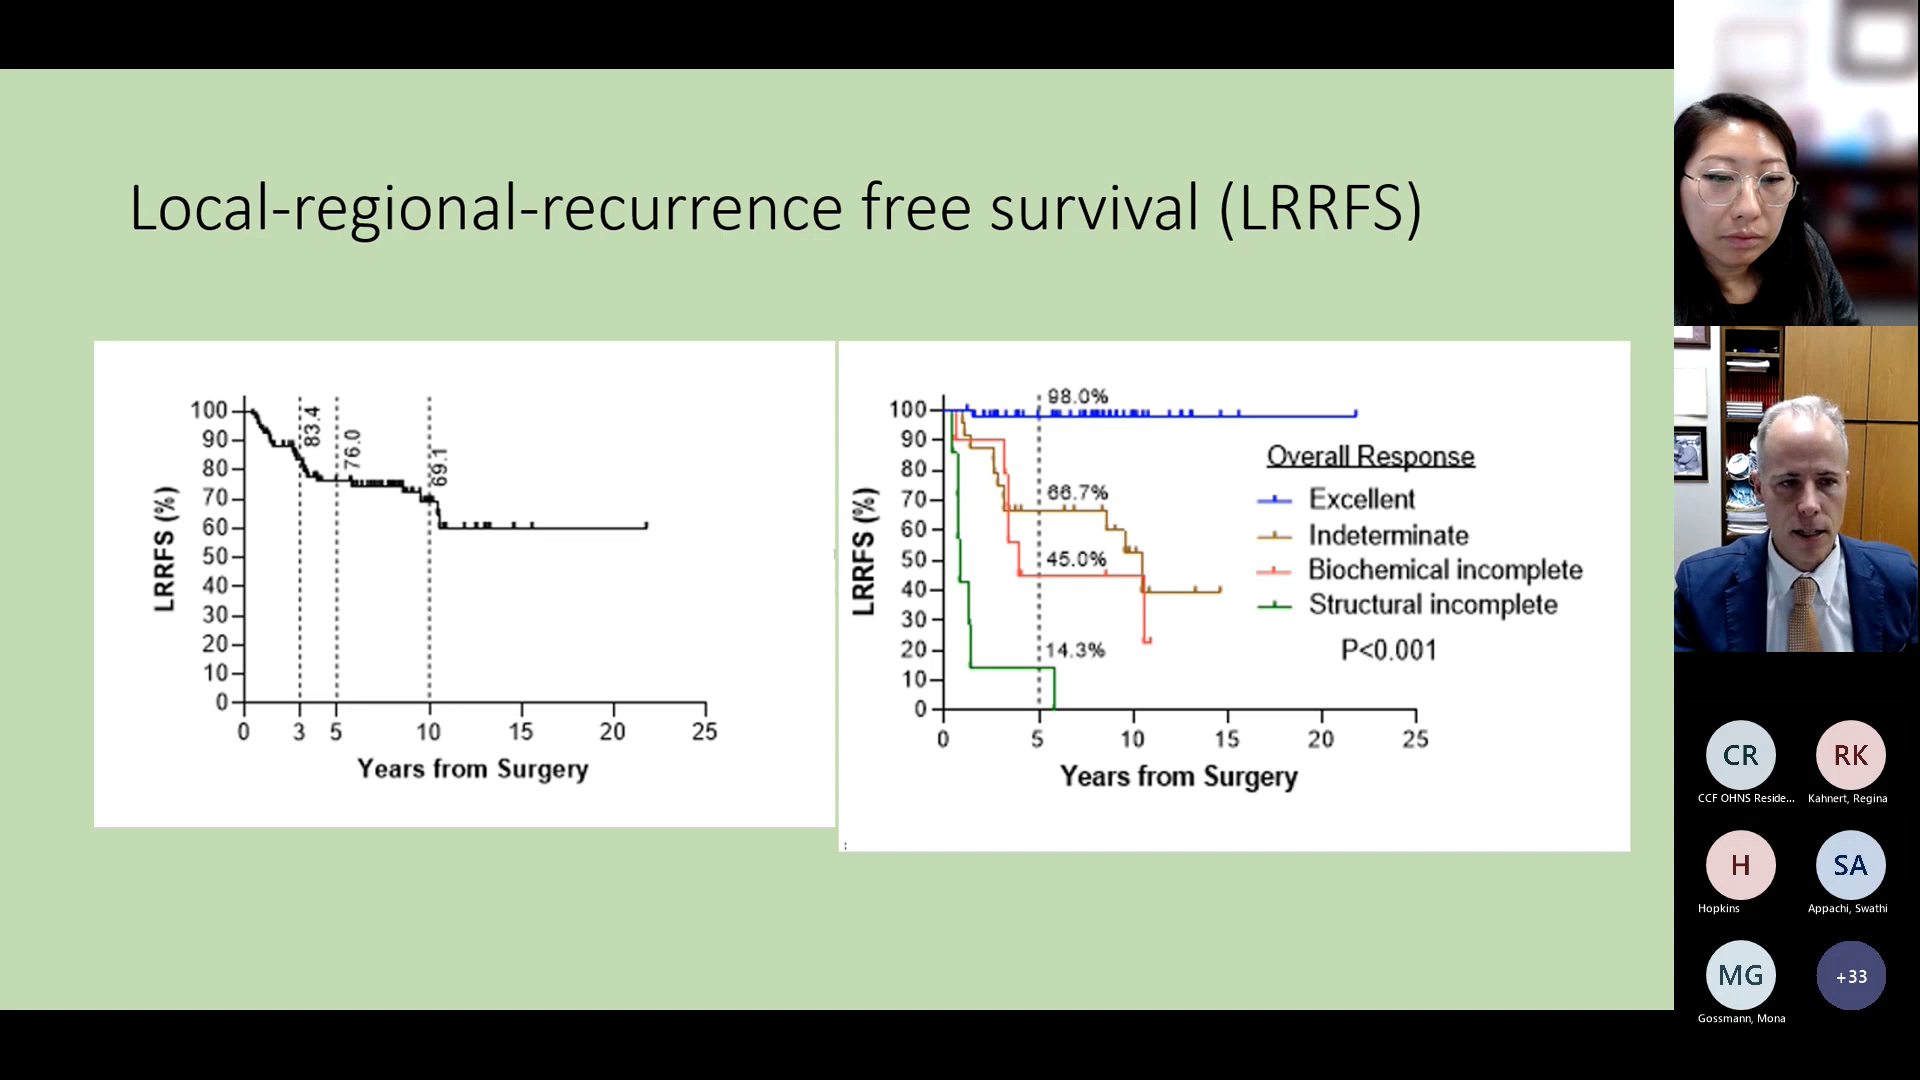 Local-regional-recurrence free survival (LRRFS)
100
90
80
70
60
50
40
30
20
10
0
LRRFS (%)
83.4
76.0
69.1
0 3 5 10 15 20 25
Years from Surgery
100
90
80
70
60
50
40
30
20
10
0
LRRFS (%)
98.0%
66.7%
45.0%
14.3%
Overall Response
Excellent
Indeterminate
Biochemical incomplete
Structural incomplete
P<0.001
0 5 10 15 20 25
Years from Surgery
CR RK
CCF OHNS Reside... Kahnert, Regina
H SA
Hopkins Appachi, Swathi
MG +33
Gossmann, Mona